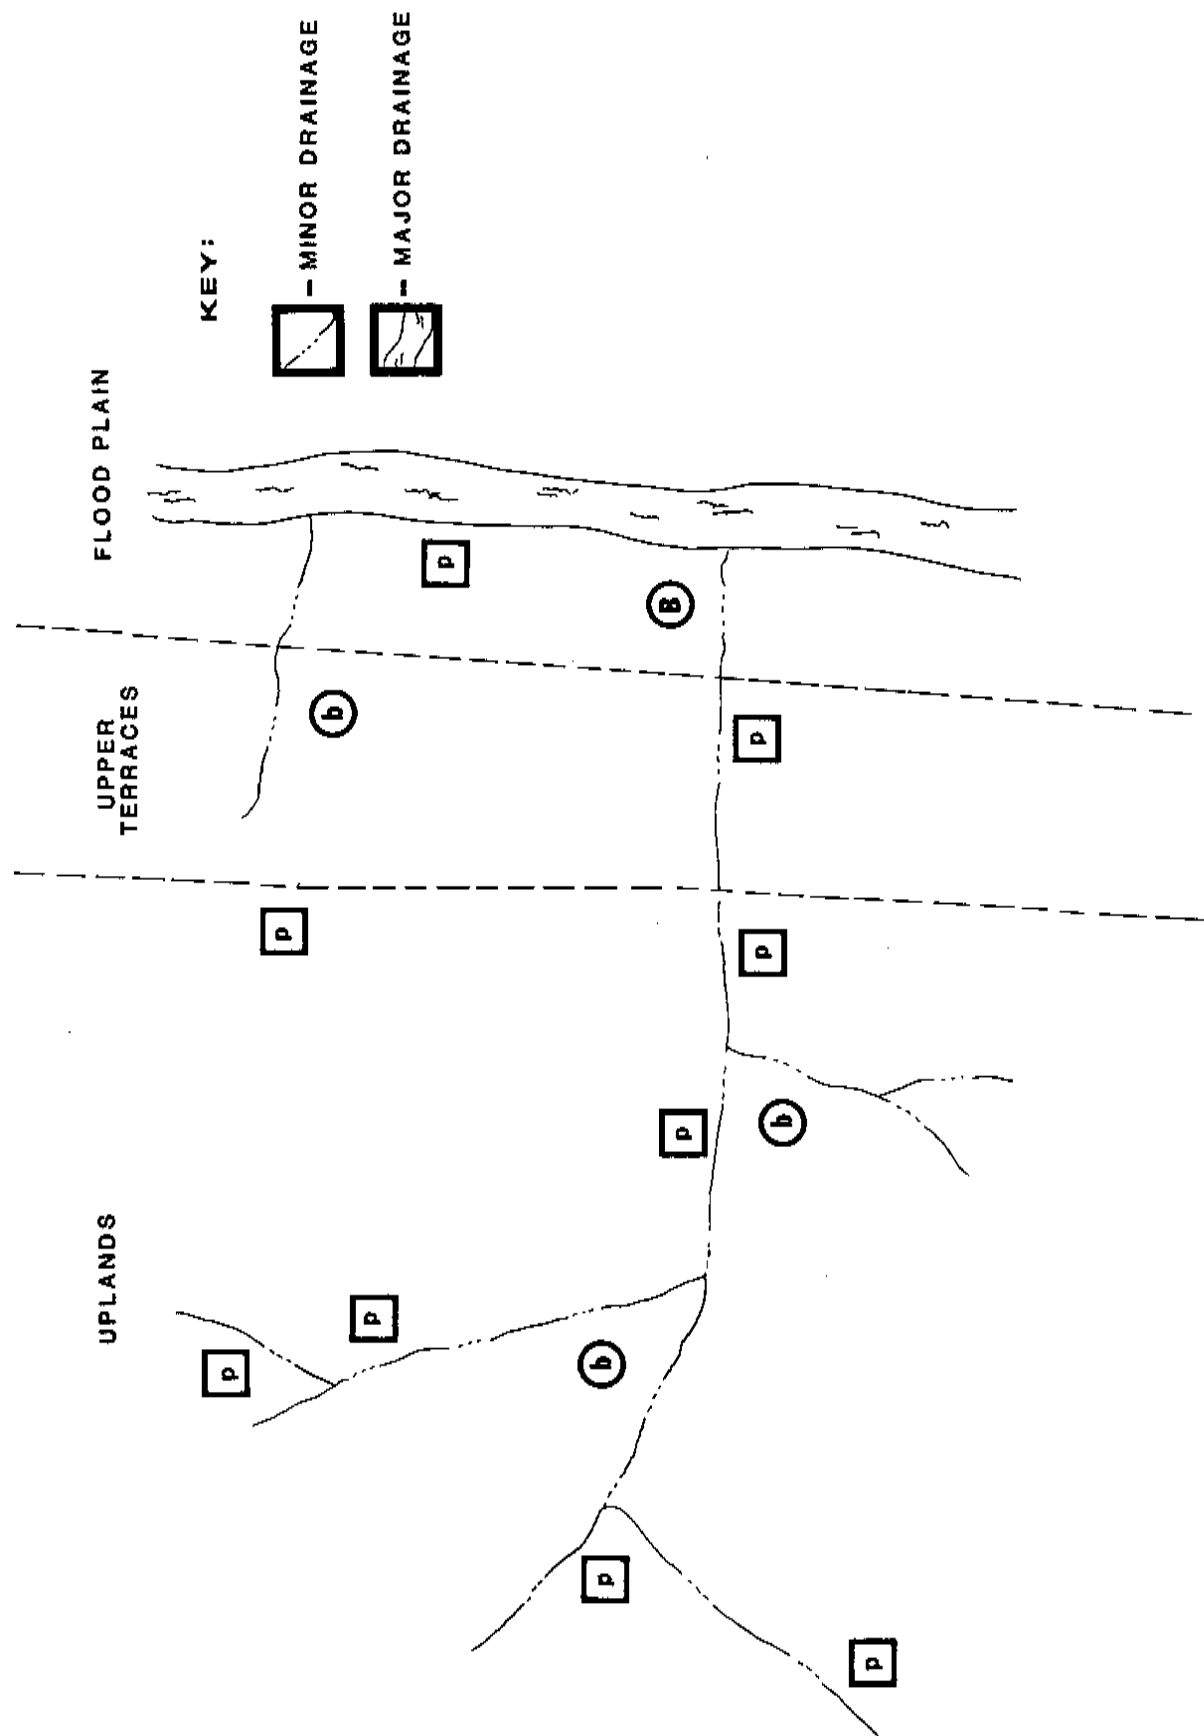 UPLANDS
UPPER
TERRACES
FLOOD PLAIN
KEY:
p
p
– MINOR DRAINAGE
b
p
– MAJOR DRAINAGE
p
b
p
B
p
p
p
b
p